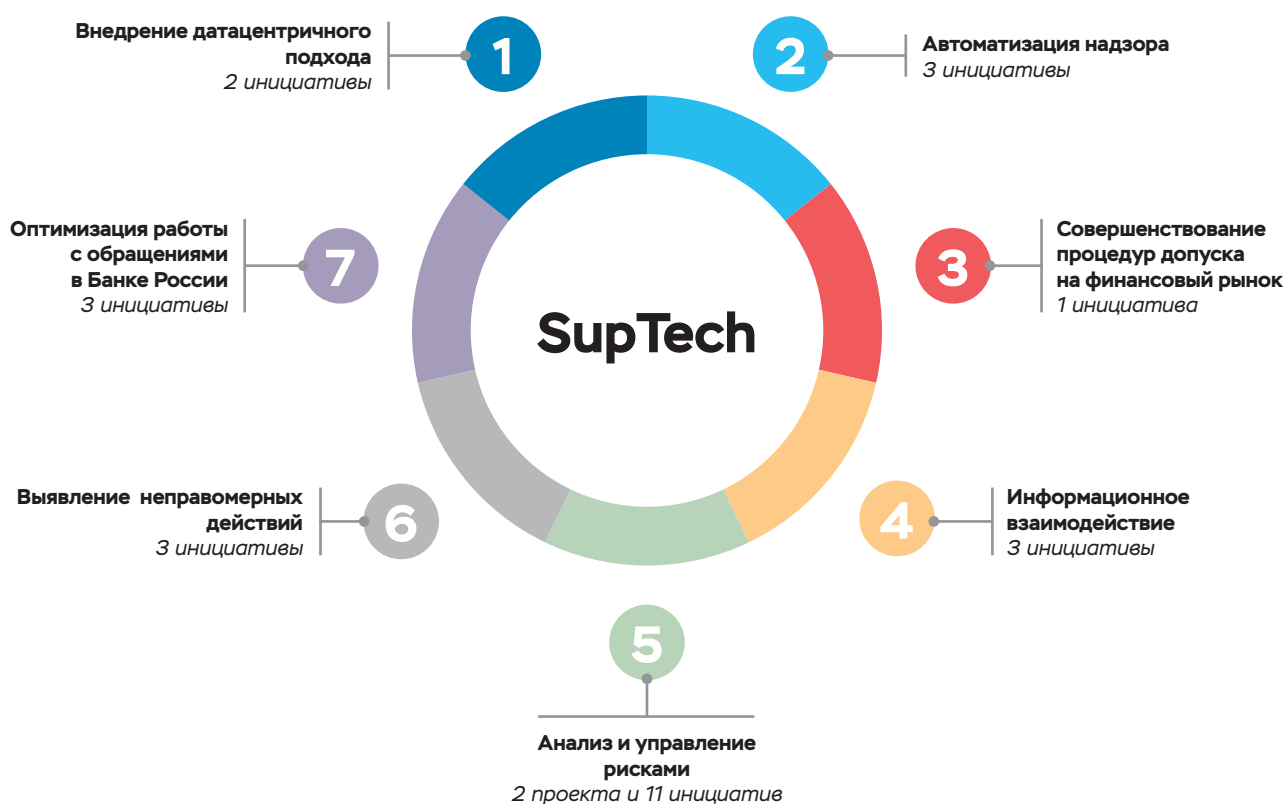 Внедрение датацентричного
подхода
2 инициативы
1
2
Автоматизация надзора
3 инициативы
Оптимизация работы
с обращениями
в Банке России
3 инициативы
7
SupTech
3
Совершенствование
процедур допуска
на финансовый рынок
1 инициатива
Выявление неправомерных
действий
3 инициативы
6
4
Информационное
взаимодействие
3 инициативы
5
Анализ и управление
рисками
2 проекта и 11 инициатив